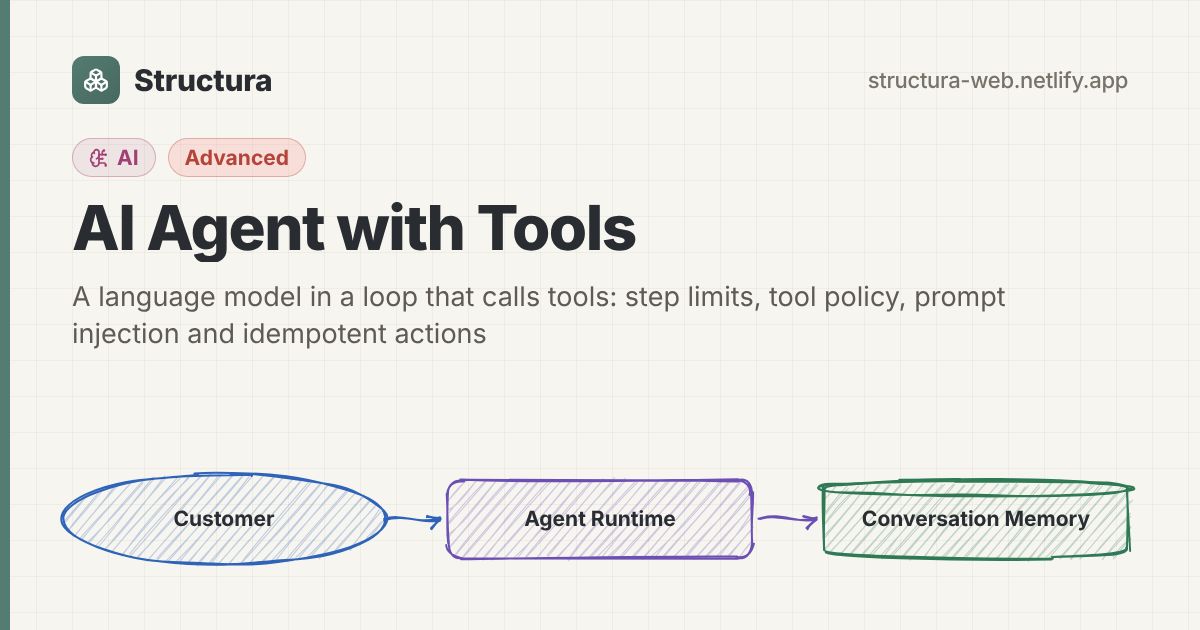 Structura
structura-web.netlify.app
AI
Advanced
AI Agent with Tools
A language model in a loop that calls tools: step limits, tool policy, prompt
injection and idempotent actions
Customer
Agent Runtime
Conversation Memory